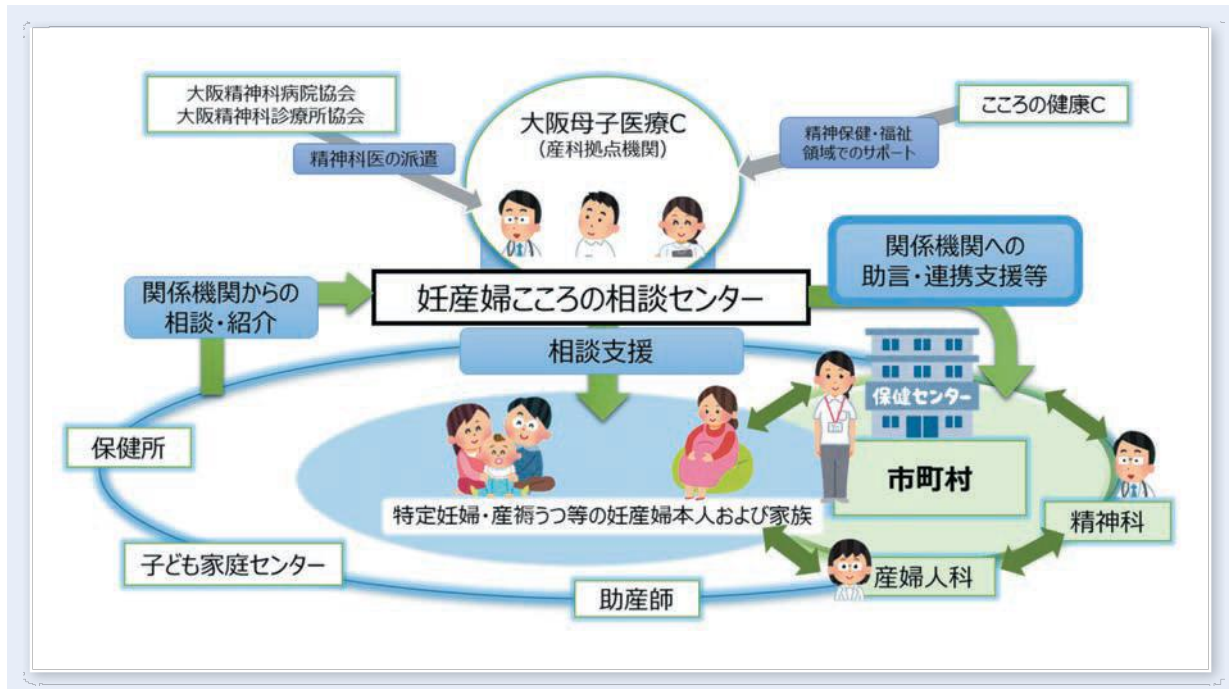 大阪精神科病院協会
大阪精神科診療所協会
精神科医の派遣
大阪母子医療C
(産科拠点機関)
精神保健・福祉
領域でのサポート
こころの健康C
関係機関からの
相談・紹介
妊産婦こころの相談センター
関係機関への
助言・連携支援等
相談支援
保健センター
市町村
保健所
特定妊婦・産褥うつ等の妊産婦本人および家族
精神科
子ども家庭センター
産婦人科
助産師